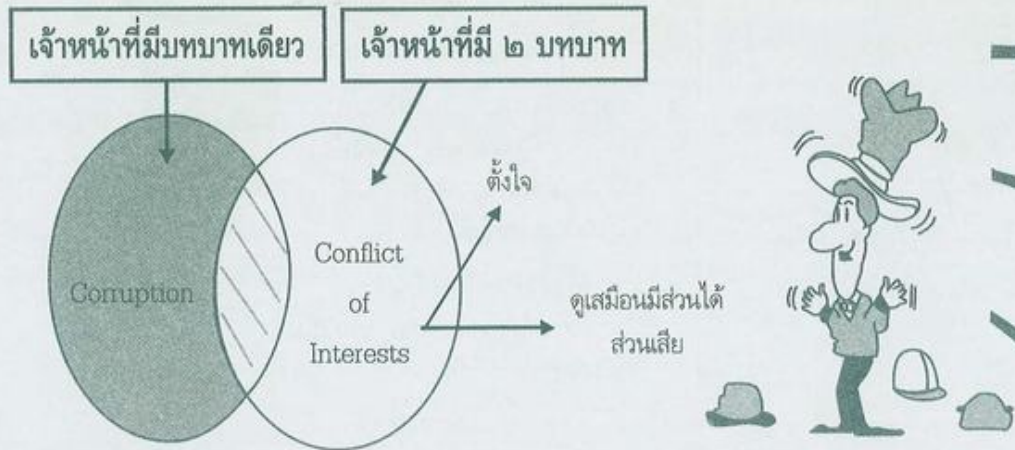 เจ้าหน้าที่มีบทบาทเดียว
เจ้าหน้าที่มี ๒ บทบาท
ตั้งใจ
Corruption
Conflict
of
Interests
ดูเสมือนมีส่วนได้
ส่วนเสีย